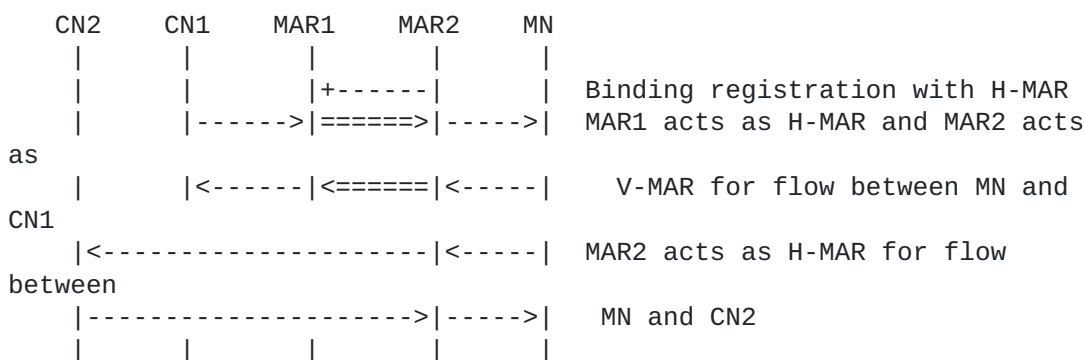 CN2     CN1     MAR1    MAR2    MN
    |      |       |       |      |
    |      |       |+------|      |  Binding registration with H-MAR
    |      |------>|======>|----->|  MAR1 acts as H-MAR and MAR2 acts
as
    |      |<------|<======|<-----|    V-MAR for flow between MN and
CN1
    |<---------------------|<-----|  MAR2 acts as H-MAR for flow
between
    |--------------------->|----->|   MN and CN2
    |      |       |       |      |